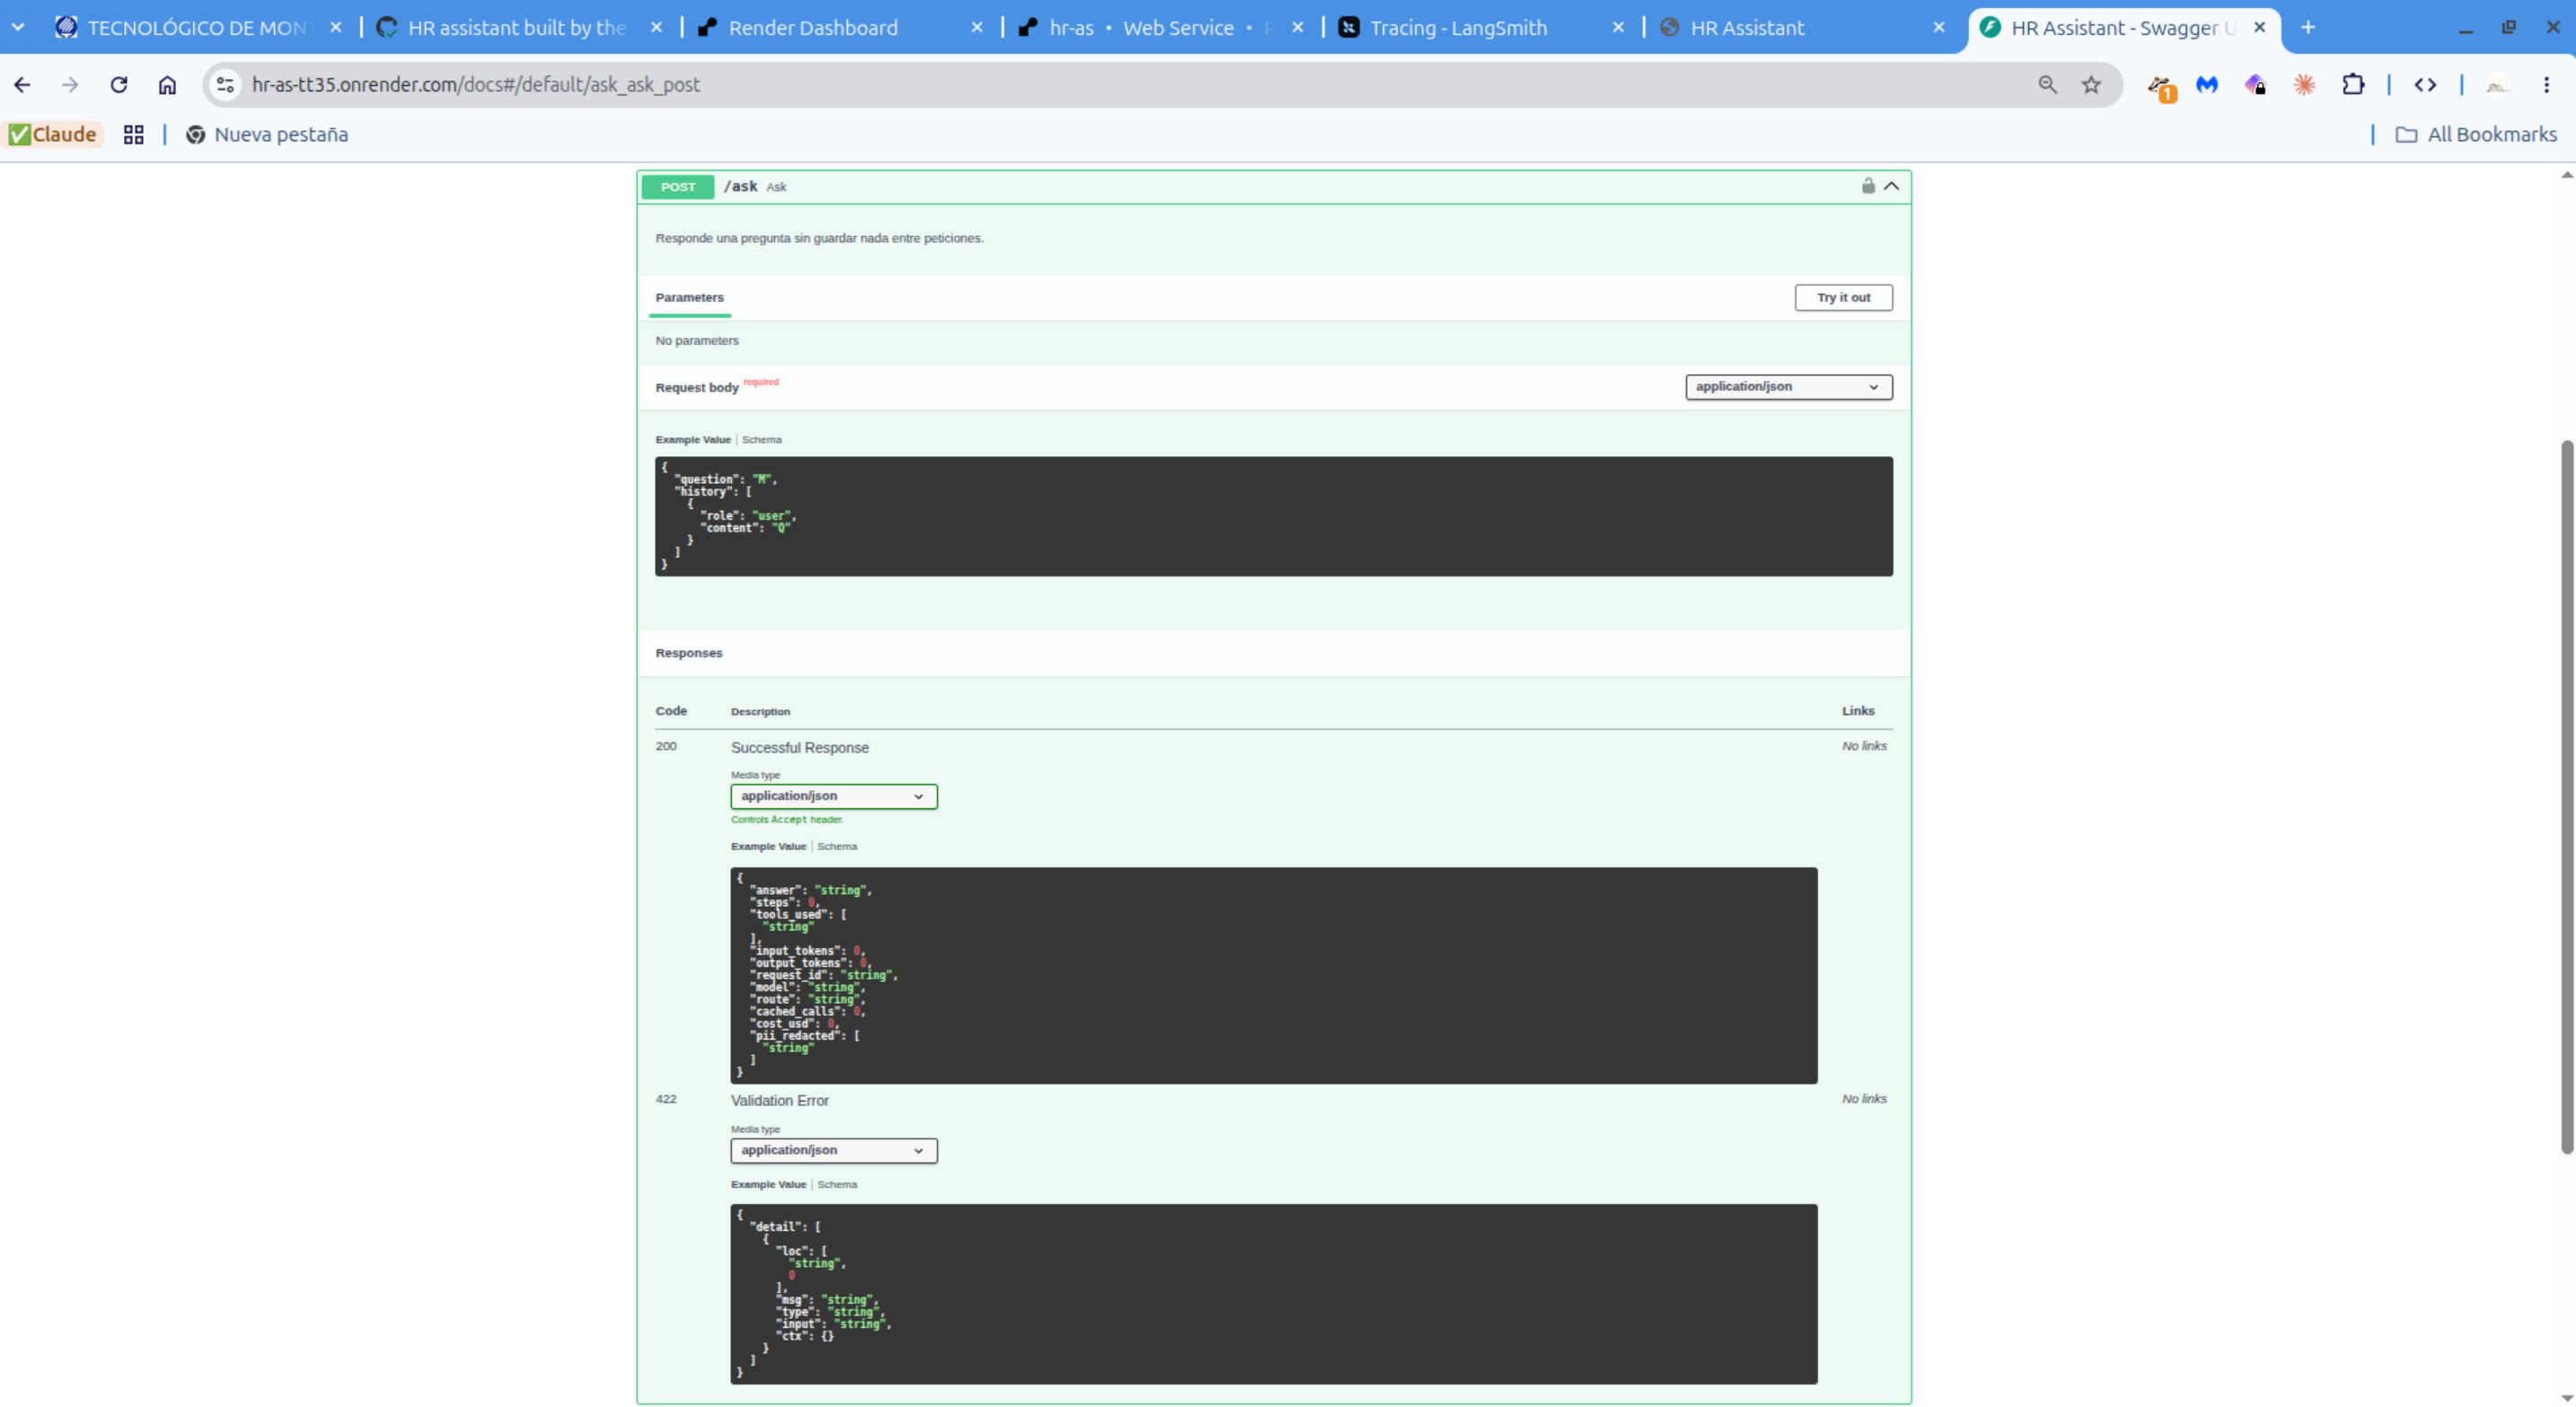 TECNOLÓGICO DE MON
HR assistant built by the
Render Dashboard
hr-as • Web Service • R
Tracing - LangSmith
HR Assistant
HR Assistant - Swagger U
hr-as-tt35.onrender.com/docs#/default/ask_ask_post
1
Claude
Nueva pestaña
All Bookmarks
POST /ask Ask
Responde una pregunta sin guardar nada entre peticiones.
Parameters
Try it out
No parameters
Request body required
application/json
Example Value | Schema
{
"question": "M",
"history": [
{
"role": "user",
"content": "Q"
}
]
}
Responses
Code Description Links
200 Successful Response No links
Media type
application/json
Controls Accept header.
Example Value | Schema
{
"answer": "string",
"steps": 0,
"tools_used": [
"string"
],
"input_tokens": 0,
"output_tokens": 0,
"request_id": "string",
"model": "string",
"route": "string",
"cached_calls": 0,
"cost_usd": 0,
"pii_redacted": [
"string"
]
}
422 Validation Error No links
Media type
application/json
Example Value | Schema
{
"detail": [
{
"loc": [
"string",
0
],
"msg": "string",
"type": "string",
"input": "string",
"ctx": {}
}
]
}